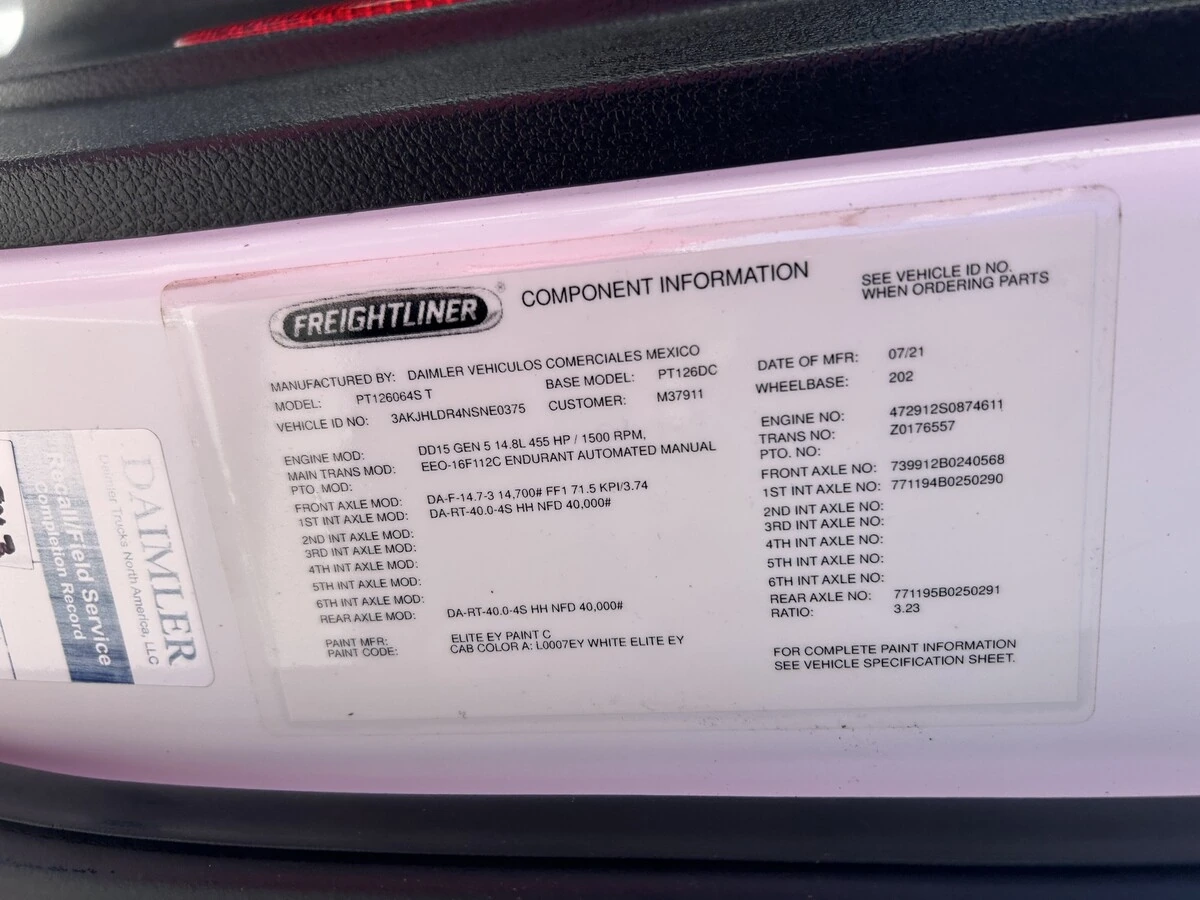 FREIGHTLINER®
COMPONENT INFORMATION
SEE VEHICLE ID NO.
WHEN ORDERING PARTS
MANUFACTURED BY: DAIMLER VEHICULOS COMERCIALES MEXICO
MODEL: PT126064S T BASE MODEL: PT126DC
VEHICLE ID NO: 3AKJHLDR4NSNE0375 CUSTOMER: M37911
DATE OF MFR: 07/21
WHEELBASE: 202
ENGINE MOD: DD15 GEN 5 14.8L 455 HP / 1500 RPM,
MAIN TRANS MOD: EEO-16F112C ENDURANT AUTOMATED MANUAL
PTO. MOD:
FRONT AXLE MOD: DA-F-14.7-3 14,700# FF1 71.5 KPI/3.74
1ST INT AXLE MOD: DA-RT-40.0-4S HH NFD 40,000#
2ND INT AXLE MOD:
3RD INT AXLE MOD:
4TH INT AXLE MOD:
5TH INT AXLE MOD:
6TH INT AXLE MOD:
REAR AXLE MOD: DA-RT-40.0-4S HH NFD 40,000#
PAINT MFR: ELITE EY PAINT C
PAINT CODE: CAB COLOR A: L0007EY WHITE ELITE EY
ENGINE NO: 472912S0874611
TRANS NO: Z0176557
PTO. NO:
FRONT AXLE NO: 739912B0240568
1ST INT AXLE NO: 771194B0250290
2ND INT AXLE NO:
3RD INT AXLE NO:
4TH INT AXLE NO:
5TH INT AXLE NO:
6TH INT AXLE NO:
REAR AXLE NO: 771195B0250291
RATIO: 3.23
FOR COMPLETE PAINT INFORMATION
SEE VEHICLE SPECIFICATION SHEET.
DAIMLER
Daimler Trucks North America, LLC
Recall/Field Service
Completion Record